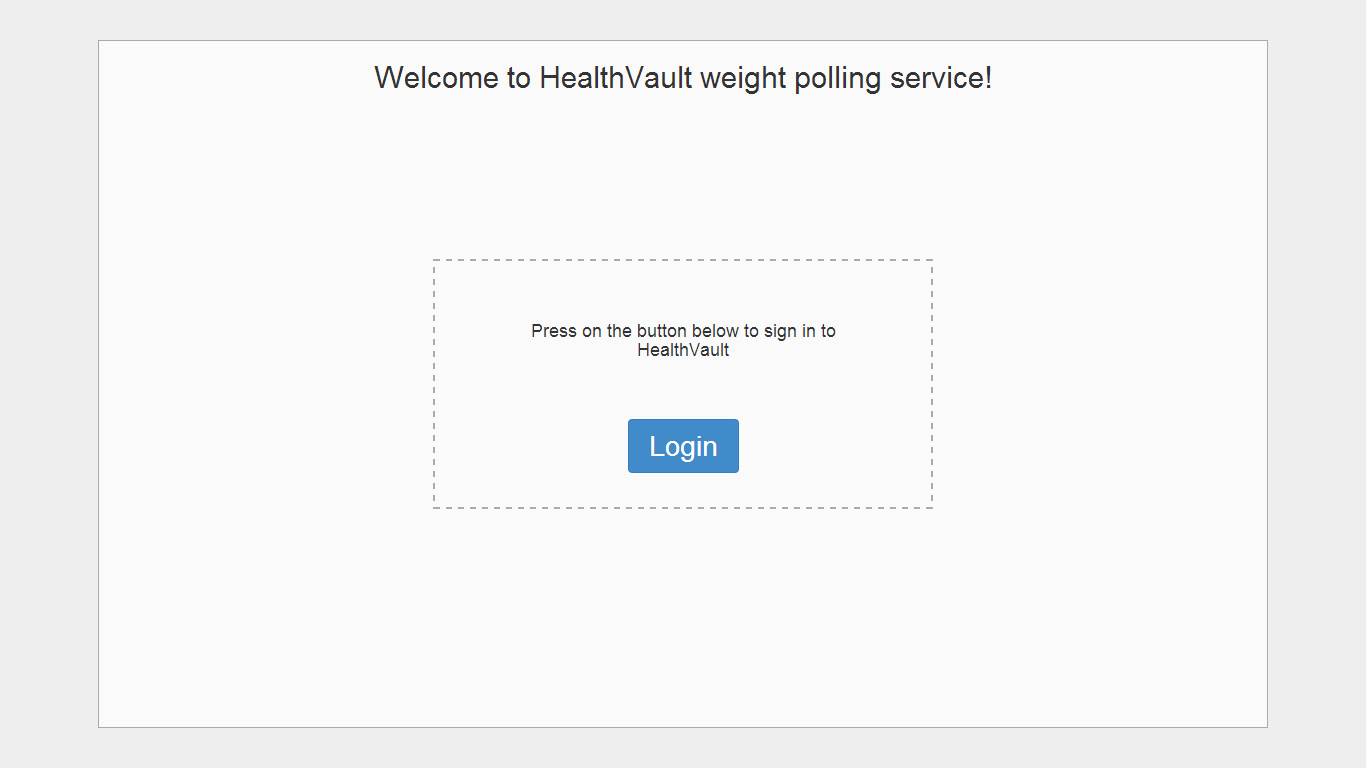 Welcome to HealthVault weight polling service!
Press on the button below to sign in to
HealthVault
Login